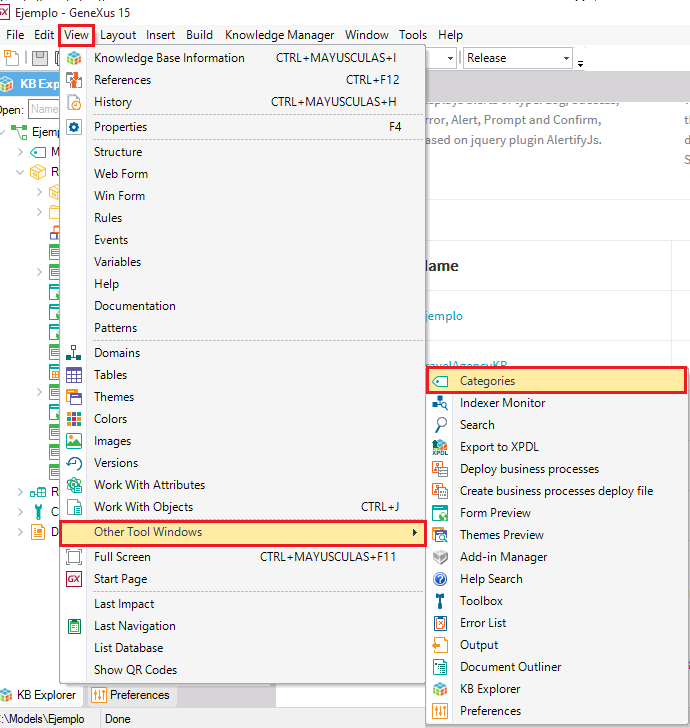 Ejemplo - GeneXus 15
File Edit View Layout Insert Build Knowledge Manager Window Tools Help
Knowledge Base Information CTRL+MAYUSCULAS+I
Release
References CTRL+F12
KB Exp
History CTRL+MAYUSCULAS+H
Open: Name
Error, Alert, Prompt and Confirm,
Properties F4
Ejem
based on jquery plugin AlertifyJs.
Structure
Web Form
Win Form
Rules
Events
Variables
Name
Help
Documentation
Ejemplo
Patterns
Domains
TravelAgencyKB
Tables
Categories
Themes
Indexer Monitor
Colors
Search
Images
Export to XPDL
Versions
Deploy business processes
Work With Attributes
Create business processes deploy file
Work With Objects CTRL+J
Form Preview
Other Tool Windows
Themes Preview
Full Screen CTRL+MAYUSCULAS+F11
Add-in Manager
GX Start Page
Help Search
Last Impact
Toolbox
Last Navigation
Error List
List Database
Output
Show QR Codes
Document Outliner
KB Explorer Preferences
KB Explorer
:\Models\Ejemplo Done
Preferences